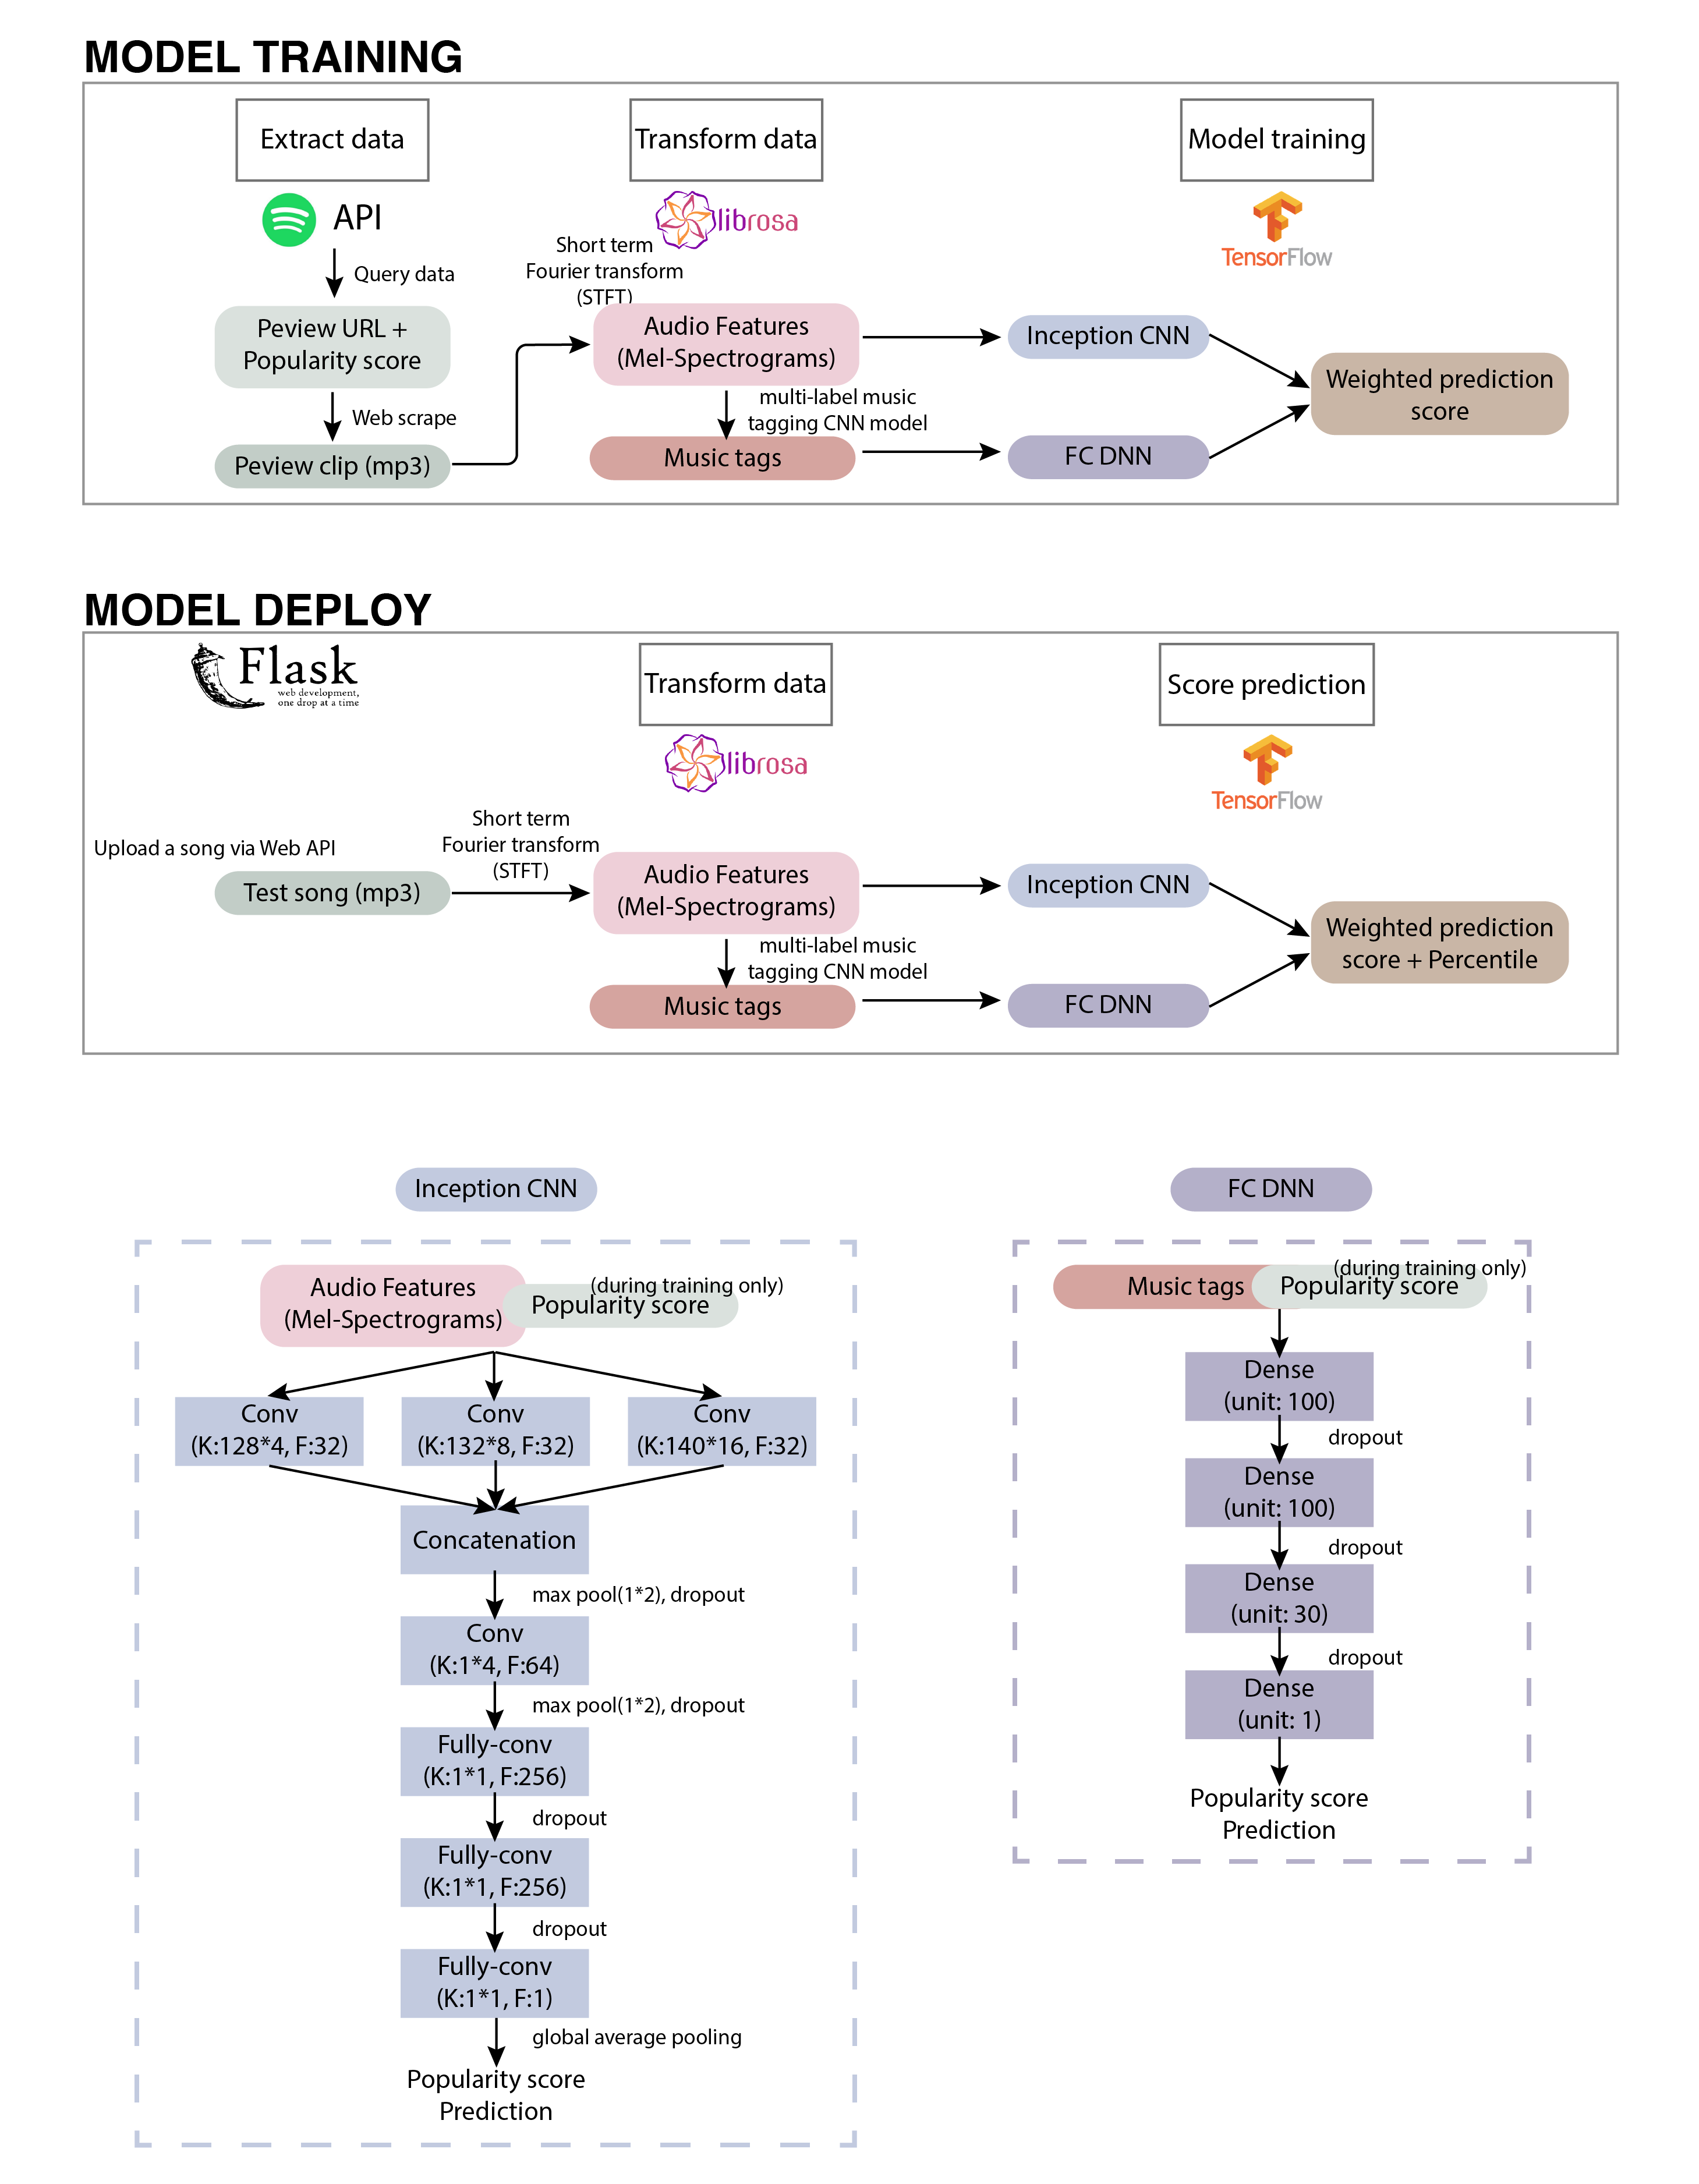 MODEL TRAINING
Extract data
Transform data
Model training
API
librosa
TensorFlow
Query data
Short term
Fourier transform
(STFT)
Peview URL +
Popularity score
Audio Features
(Mel-Spectrograms)
Inception CNN
Weighted prediction
score
Web scrape
multi-label music
tagging CNN model
Peview clip (mp3)
Music tags
FC DNN
MODEL DEPLOY
Flask
web development,
one drop at a time
Transform data
Score prediction
librosa
TensorFlow
Upload a song via Web API
Test song (mp3)
Short term
Fourier transform
(STFT)
Audio Features
(Mel-Spectrograms)
Inception CNN
Weighted prediction
score + Percentile
multi-label music
tagging CNN model
Music tags
FC DNN
Inception CNN
Audio Features
(Mel-Spectrograms)
(during training only)
Popularity score
Conv
(K:128*4, F:32)
Conv
(K:132*8, F:32)
Conv
(K:140*16, F:32)
Concatenation
max pool(1*2), dropout
Conv
(K:1*4, F:64)
max pool(1*2), dropout
Fully-conv
(K:1*1, F:256)
dropout
Fully-conv
(K:1*1, F:256)
dropout
Fully-conv
(K:1*1, F:1)
global average pooling
Popularity score
Prediction
FC DNN
(during training only)
Music tags
Popularity score
Dense
(unit: 100)
dropout
Dense
(unit: 100)
dropout
Dense
(unit: 30)
dropout
Dense
(unit: 1)
Popularity score
Prediction